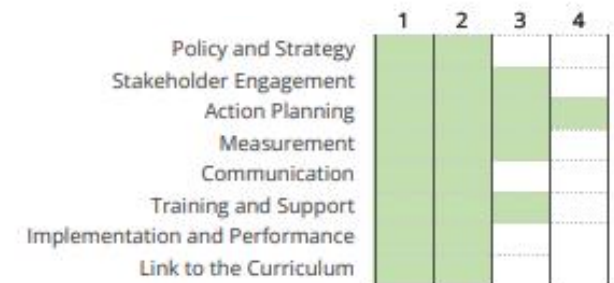 1 2 3 4
Policy and Strategy
Stakeholder Engagement
Action Planning
Measurement
Communication
Training and Support
Implementation and Performance
Link to the Curriculum